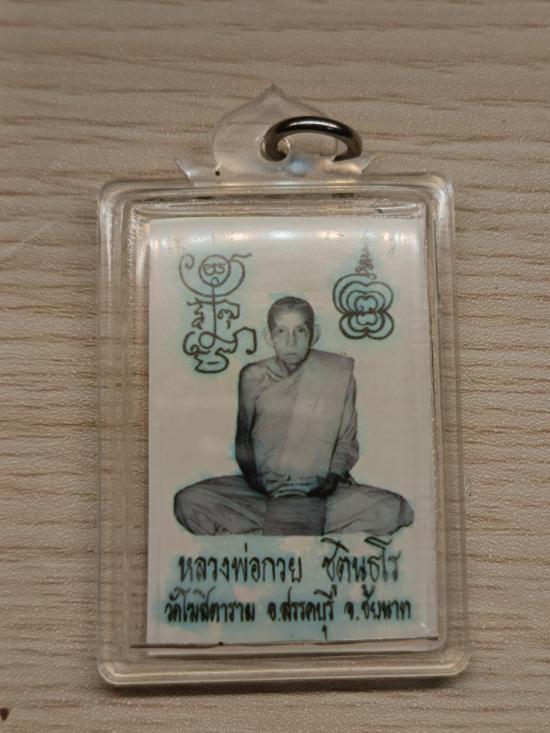 หลวงพ่อกวย ชุตินฺธโร
วัดโฆสิตาราม อ.สรรคบุรี จ.ชัยนาท